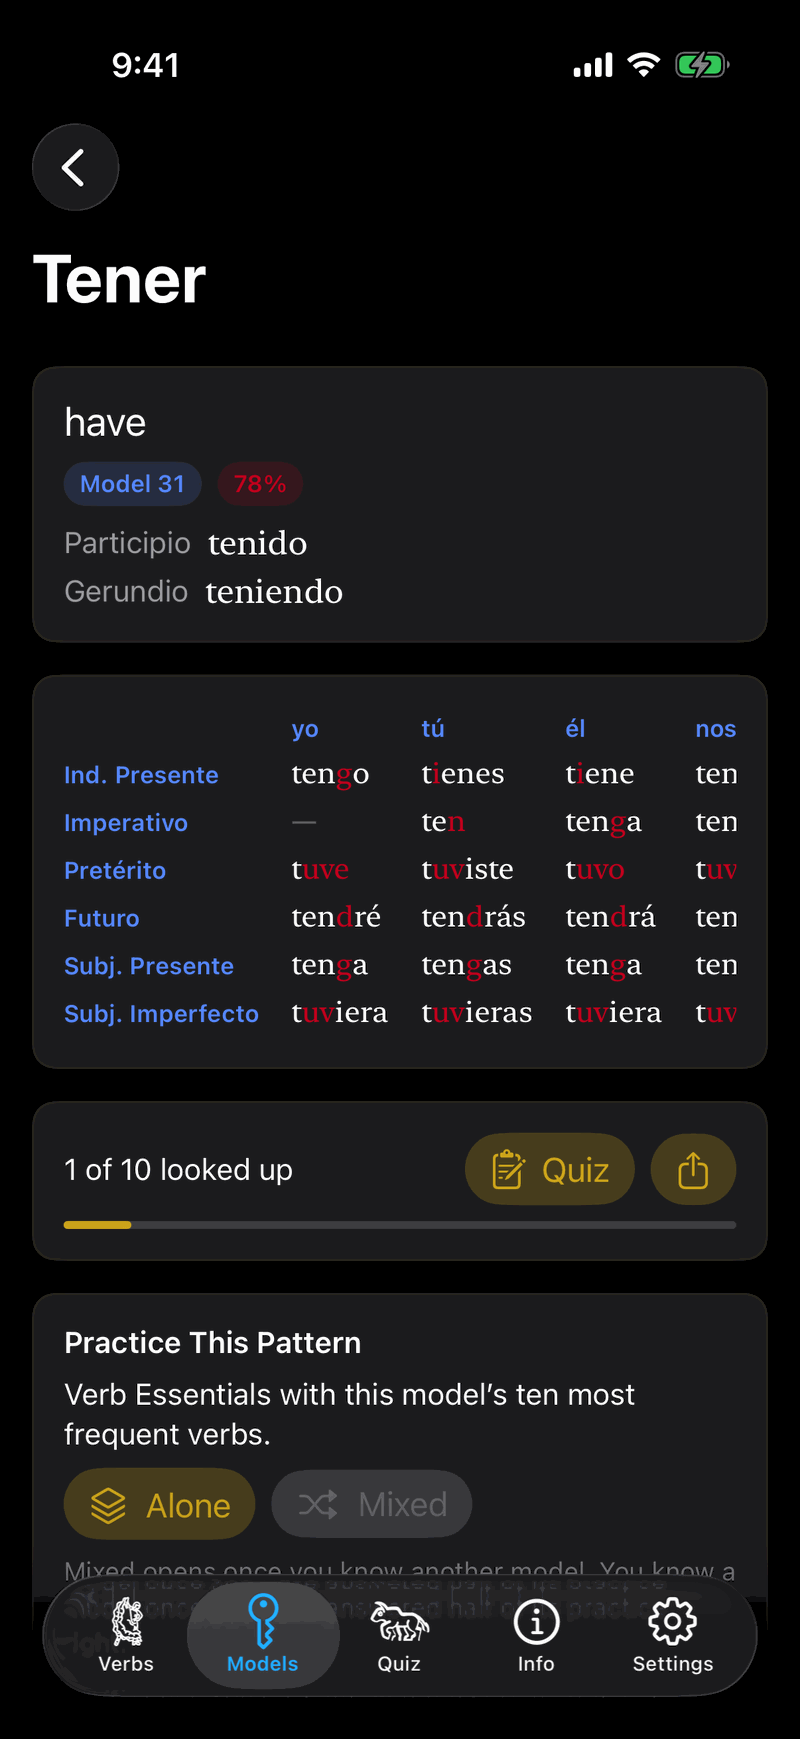 9:41
Tener
have
Model 31 78%
Participio tenido
Gerundio teniendo
yo tú él nos
Ind. Presente tengo tienes tiene ten
Imperativo — ten tenga ten
Pretérito tuve tuviste tuvo tuv
Futuro tendré tendrás tendrá ten
Subj. Presente tenga tengas tenga ten
Subj. Imperfecto tuviera tuvieras tuviera tuv
1 of 10 looked up Quiz
Practice This Pattern
Verb Essentials with this model’s ten most
frequent verbs.
Alone Mixed
Mixed opens once you know another model. You know a
Verbs Models Quiz Info Settings